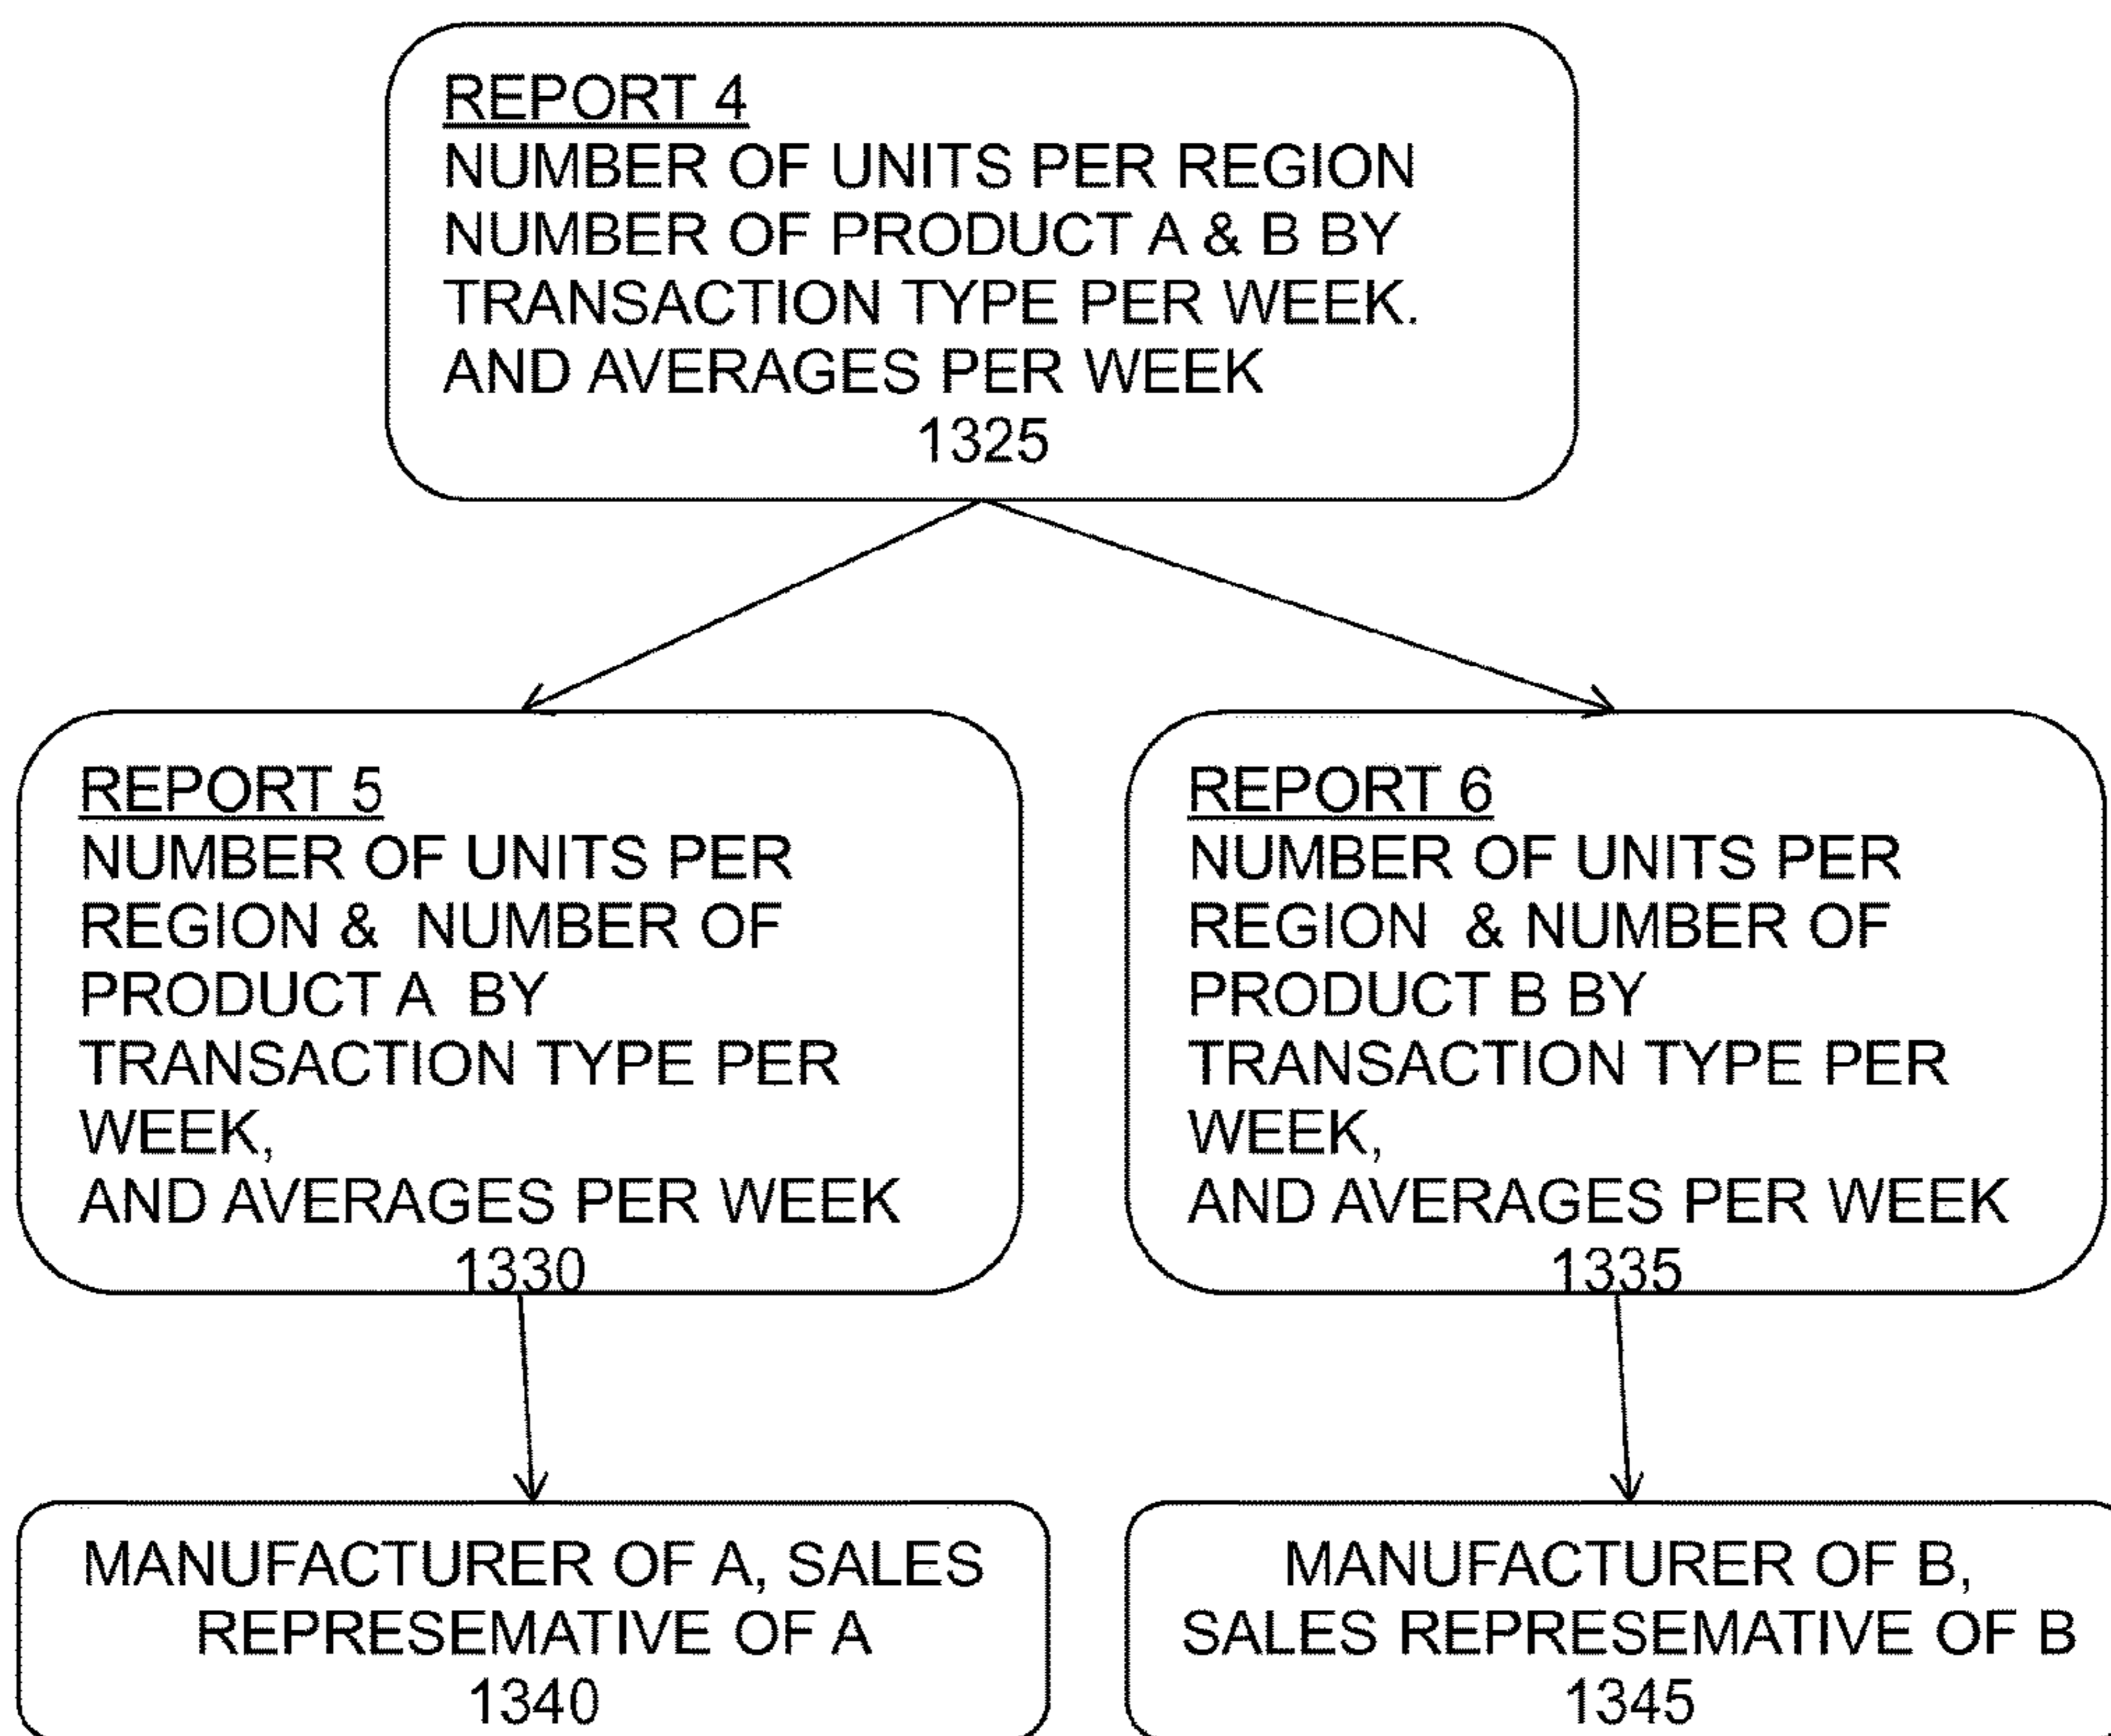 REPORT 4
NUMBER OF UNITS PER REGION
NUMBER OF PRODUCT A & B BY
TRANSACTION TYPE PER WEEK.
AND AVERAGES PER WEEK
1325
REPORT 5
NUMBER OF UNITS PER
REGION &  NUMBER OF
PRODUCT A  BY
TRANSACTION TYPE PER
WEEK,
AND AVERAGES PER WEEK
1330
REPORT 6
NUMBER OF UNITS PER
REGION  & NUMBER OF
PRODUCT B BY
TRANSACTION TYPE PER
WEEK,
AND AVERAGES PER WEEK
1335
MANUFACTURER OF A, SALES
REPRESEMATIVE OF A
1340
MANUFACTURER OF B,
SALES REPRESEMATIVE OF B
1345